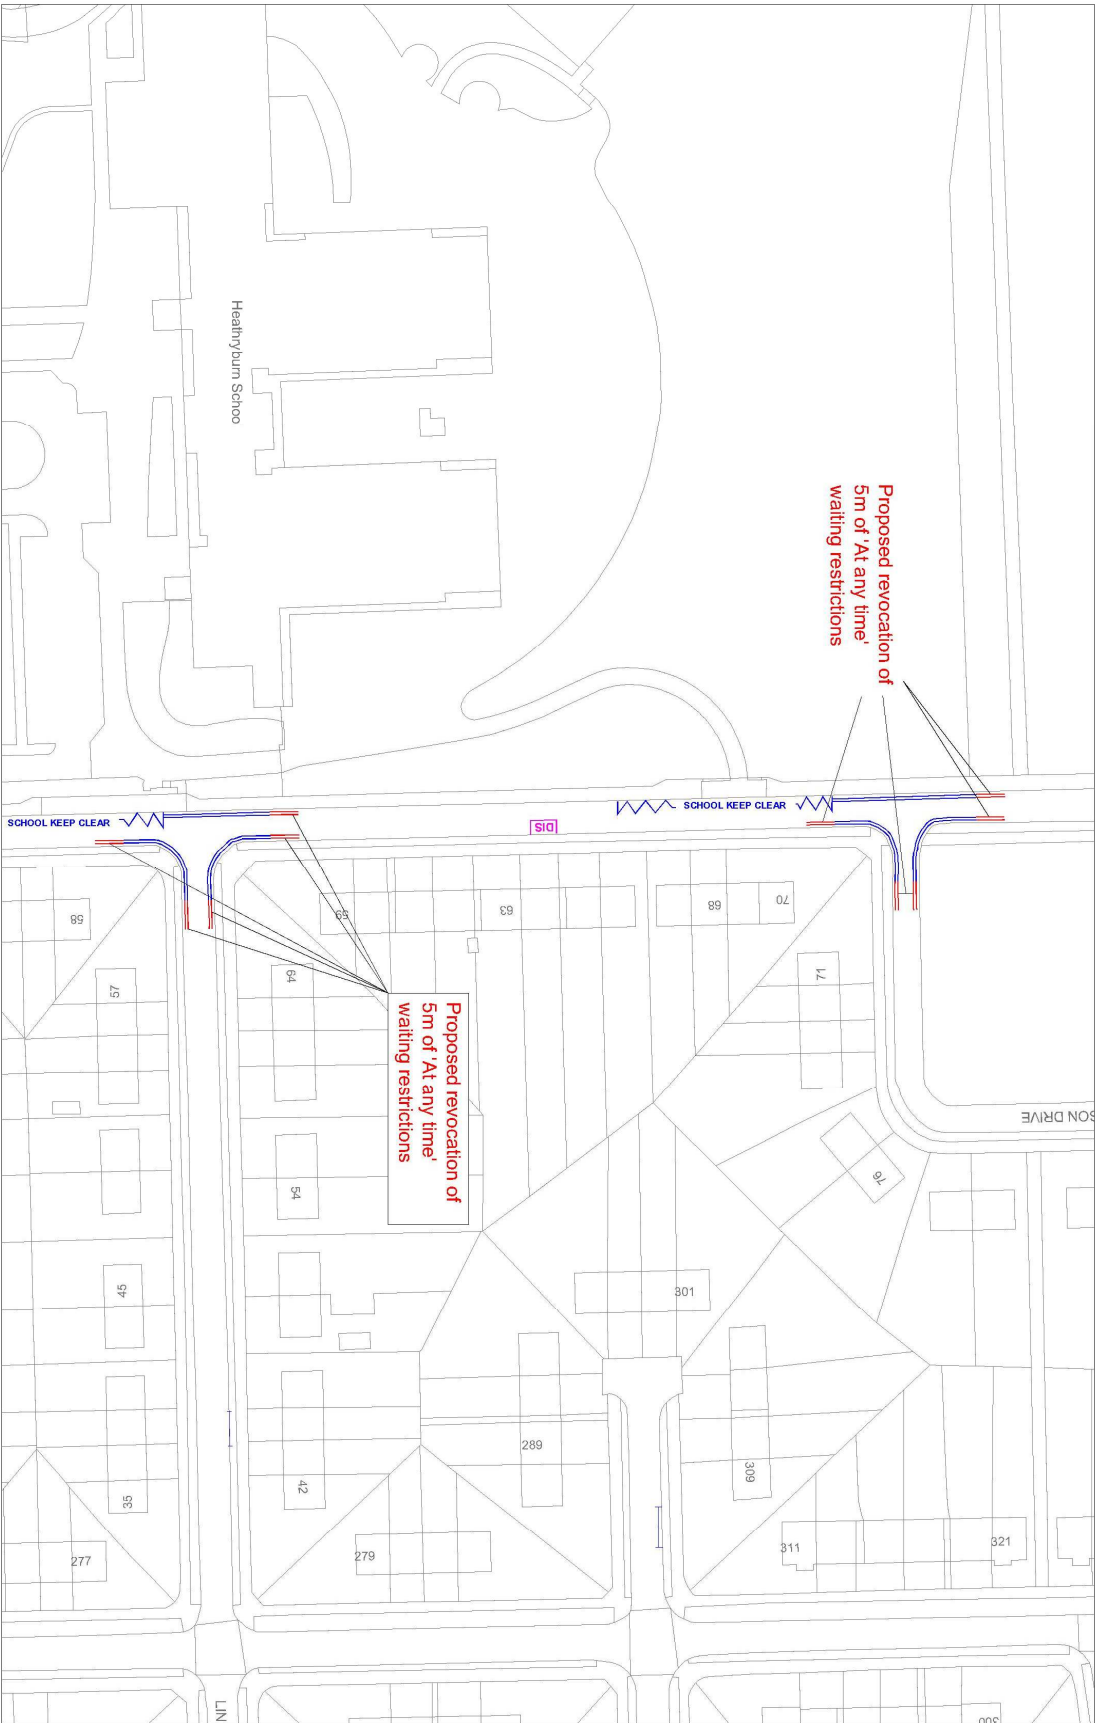 Heathryburn Schoo
Proposed revocation of
5m of 'At any time'
waiting restrictions
SCHOOL KEEP CLEAR
SCHOOL KEEP CLEAR
DIS
58
59
63
68
70
57
64
71
Proposed revocation of
5m of 'At any time'
waiting restrictions
SON DRIVE
76
54
45
301
289
309
35
42
277
279
311
321
LIN
300